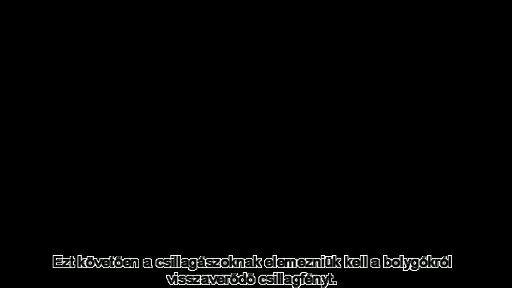 Ezt követően a csillagászoknak elemezniük kell a bolygókról
visszaverődő csillagfényt.